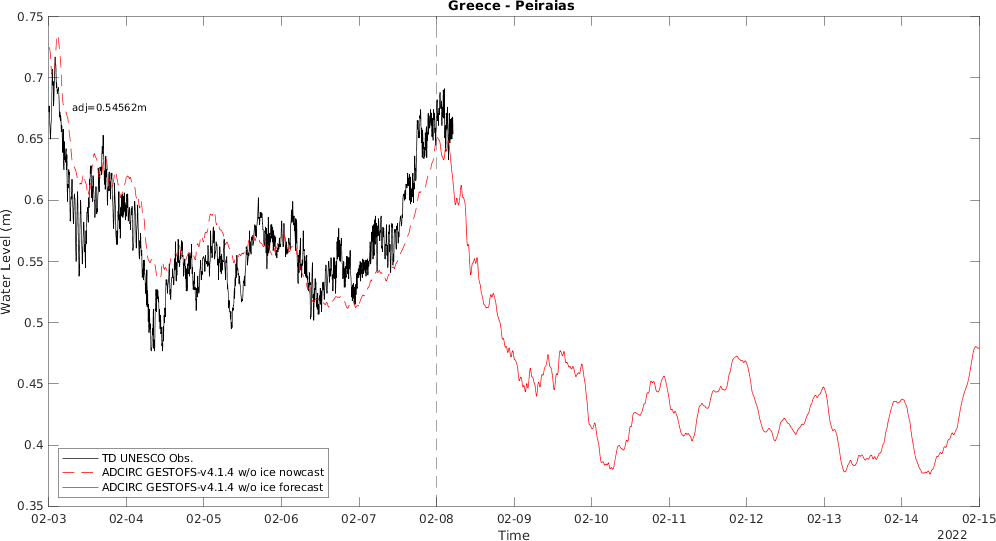 Greece - Peiraias
0.75
0.7
0.65
0.6
0.55
0.5
0.45
0.4
0.35
Water Level (m)
adj=0.54562m
TD UNESCO Obs.
ADCIRC GESTOFS-v4.1.4 w/o ice nowcast
ADCIRC GESTOFS-v4.1.4 w/o ice forecast
02-03 02-04 02-05 02-06 02-07 02-08 02-09 02-10 02-11 02-12 02-13 02-14 02-15
Time
2022